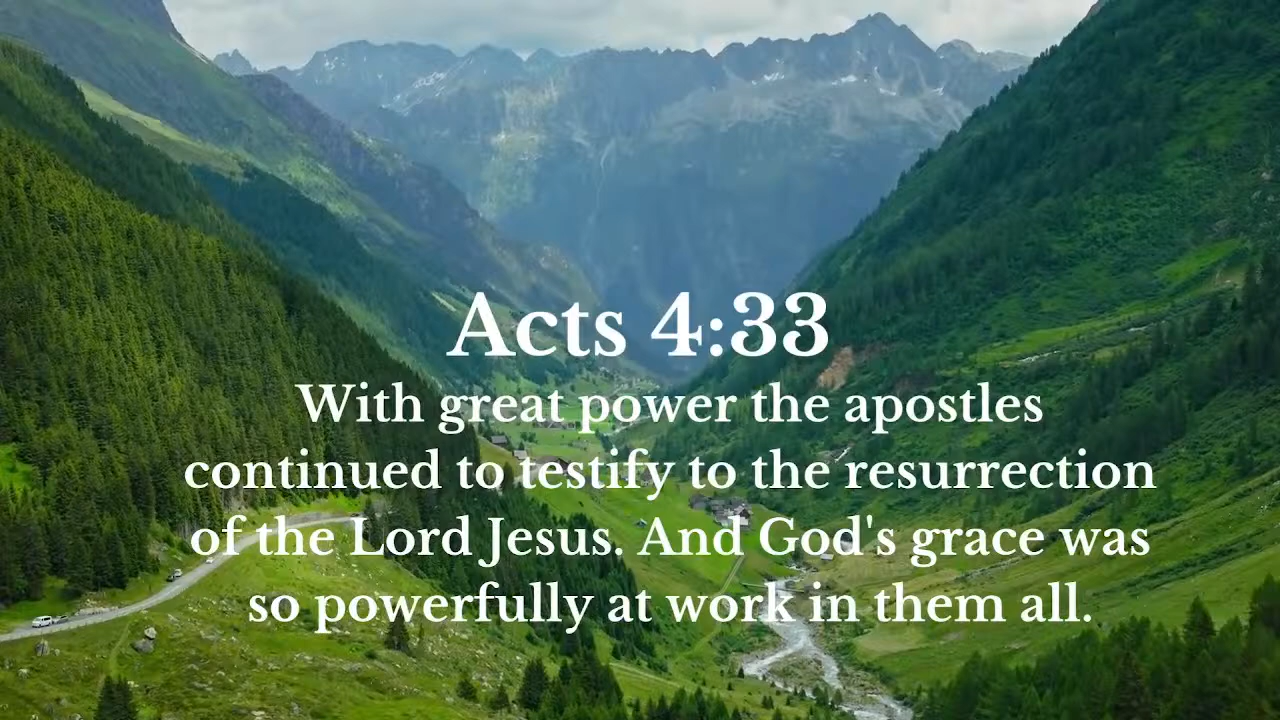 Acts 4:33
With great power the apostles
continued to testify to the resurrection
of the Lord Jesus. And God's grace was
so powerfully at work in them all.